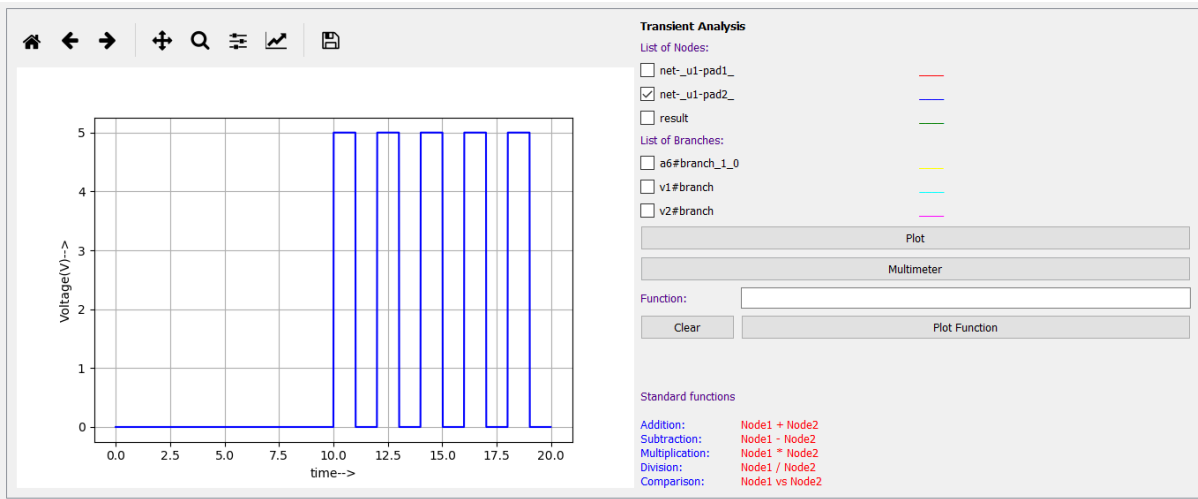 Transient Analysis
List of Nodes:
net-_u1-pad1_
net-_u1-pad2_
result
List of Branches:
a6#branch_1_0
v1#branch
v2#branch
Plot
Multimeter
Function:
Clear Plot Function
Standard functions
Addition: Node1 + Node2
Subtraction: Node1 - Node2
Multiplication: Node1 * Node2
Division: Node1 / Node2
Comparison: Node1 vs Node2
Voltage(V)-->
5
4
3
2
1
0
0.0 2.5 5.0 7.5 10.0 12.5 15.0 17.5 20.0
time-->